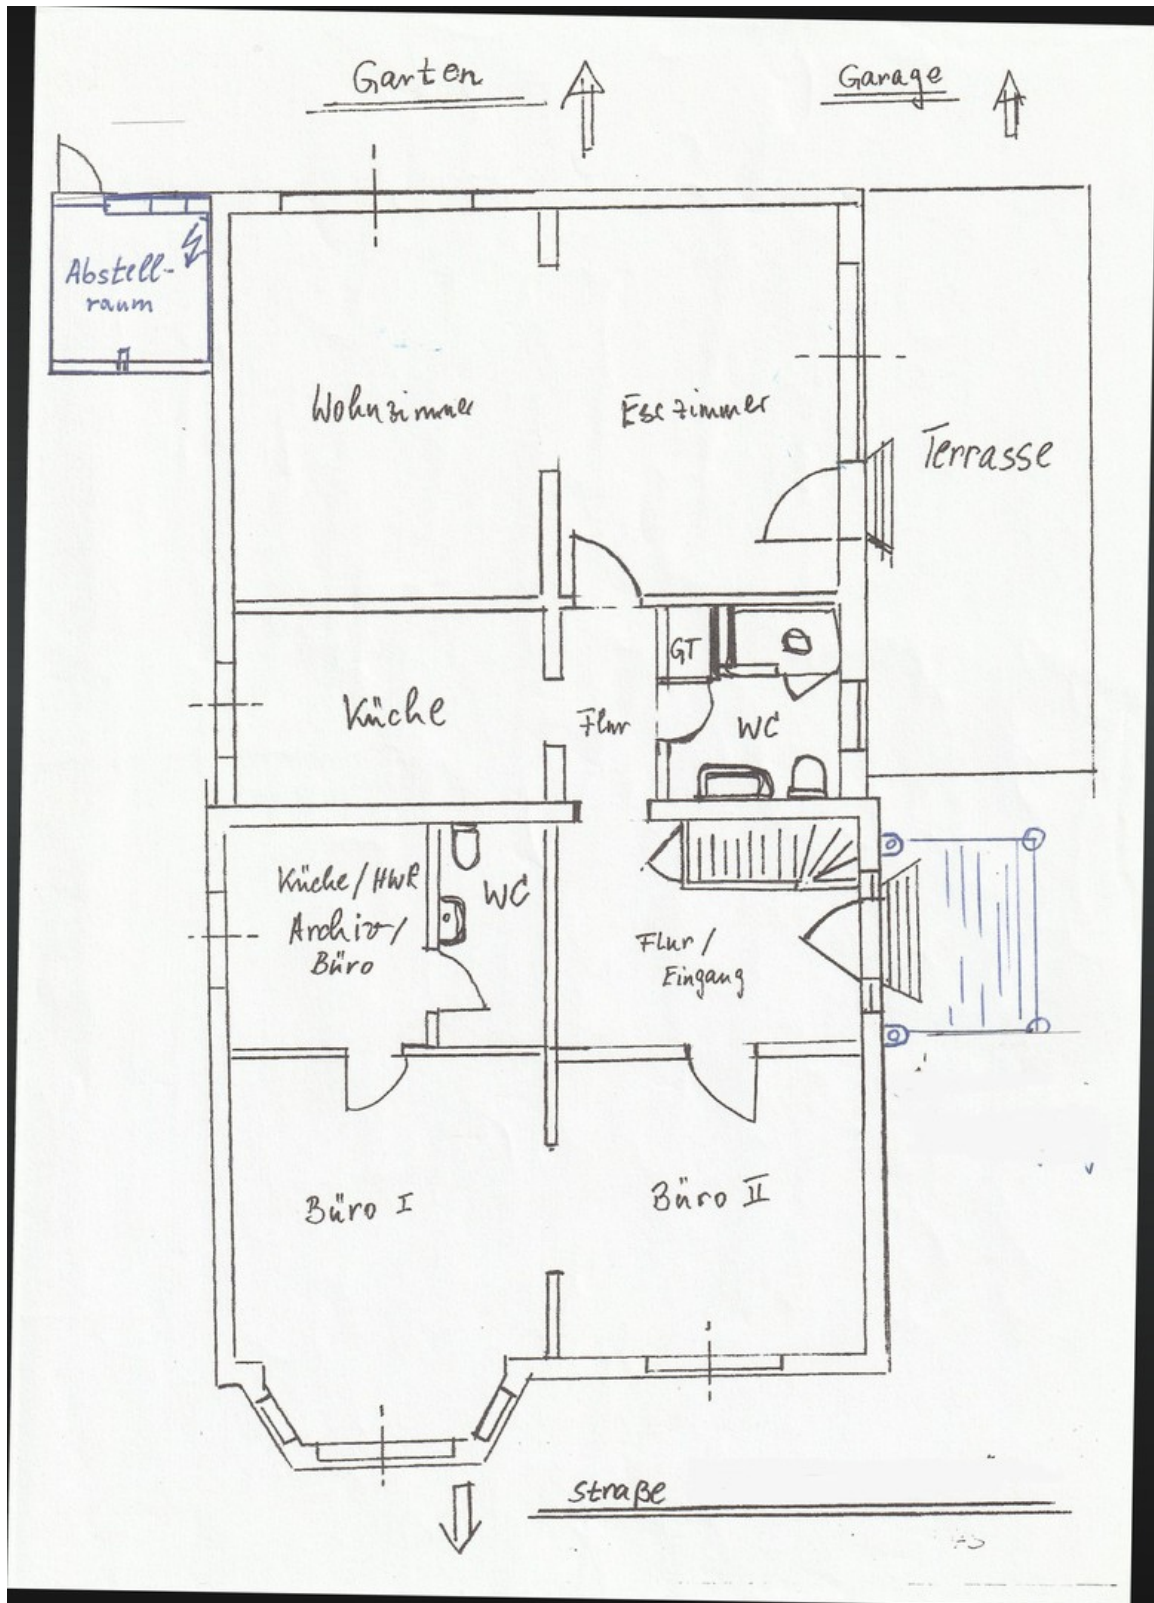 Garten
Garage
Abstell-
raum
Wohnzimmer
Esszimmer
Terrasse
GT
Küche
Flur
WC
Küche/HWR
Archiv/
Büro
WC
Flur/
Eingang
Büro I
Büro II
Straße